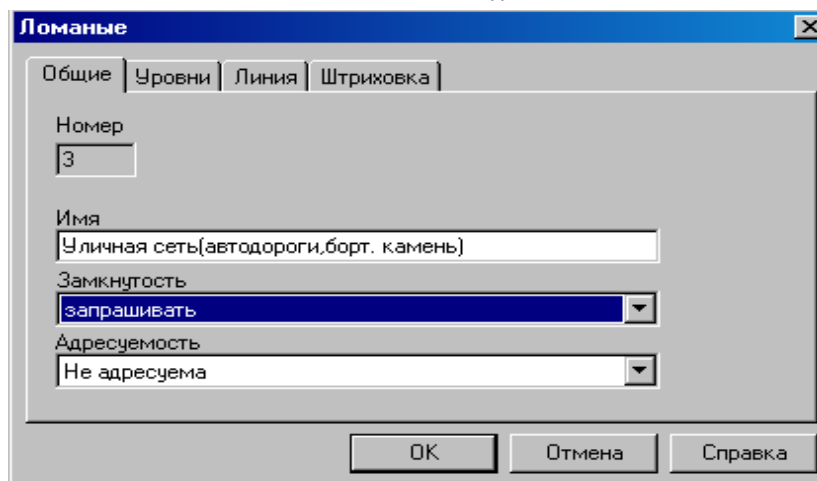 Ломаные
Общие Уровни Линия Штриховка
Номер
3
Имя
Уличная сеть(автодороги,борт. камень)
Замкнутость
запрашивать
Адресуемость
Не адресуема
OK Отмена Справка